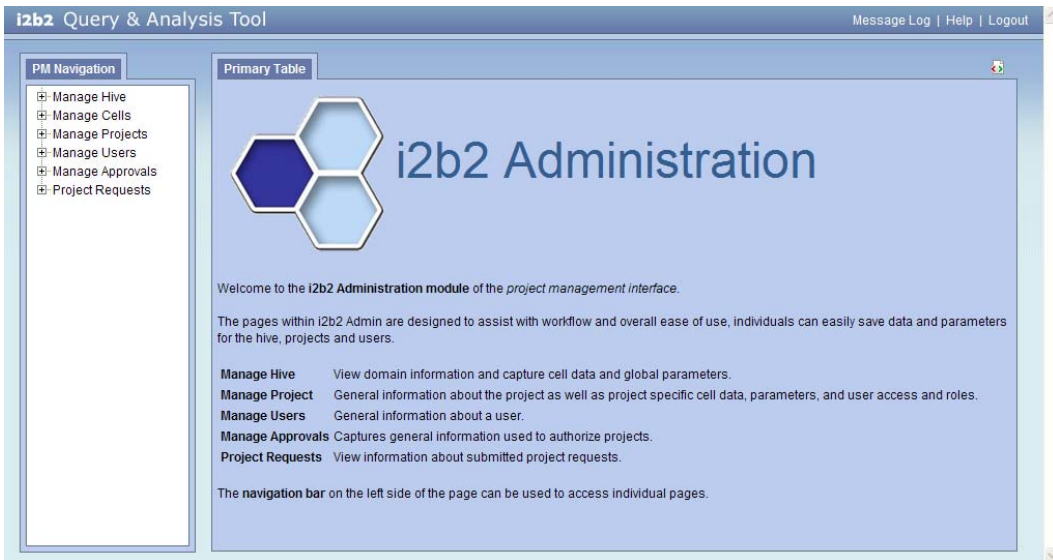 i2b2 Query & Analysis Tool
Message Log | Help | Logout
PM Navigation
Manage Hive
Manage Cells
Manage Projects
Manage Users
Manage Approvals
Project Requests
Primary Table
i2b2 Administration
Welcome to the i2b2 Administration module of the project management interface.
The pages within i2b2 Admin are designed to assist with workflow and overall ease of use, individuals can easily save data and parameters
for the hive, projects and users.
Manage Hive View domain information and capture cell data and global parameters.
Manage Project General information about the project as well as project specific cell data, parameters, and user access and roles.
Manage Users General information about a user.
Manage Approvals Captures general information used to authorize projects.
Project Requests View information about submitted project requests.
The navigation bar on the left side of the page can be used to access individual pages.